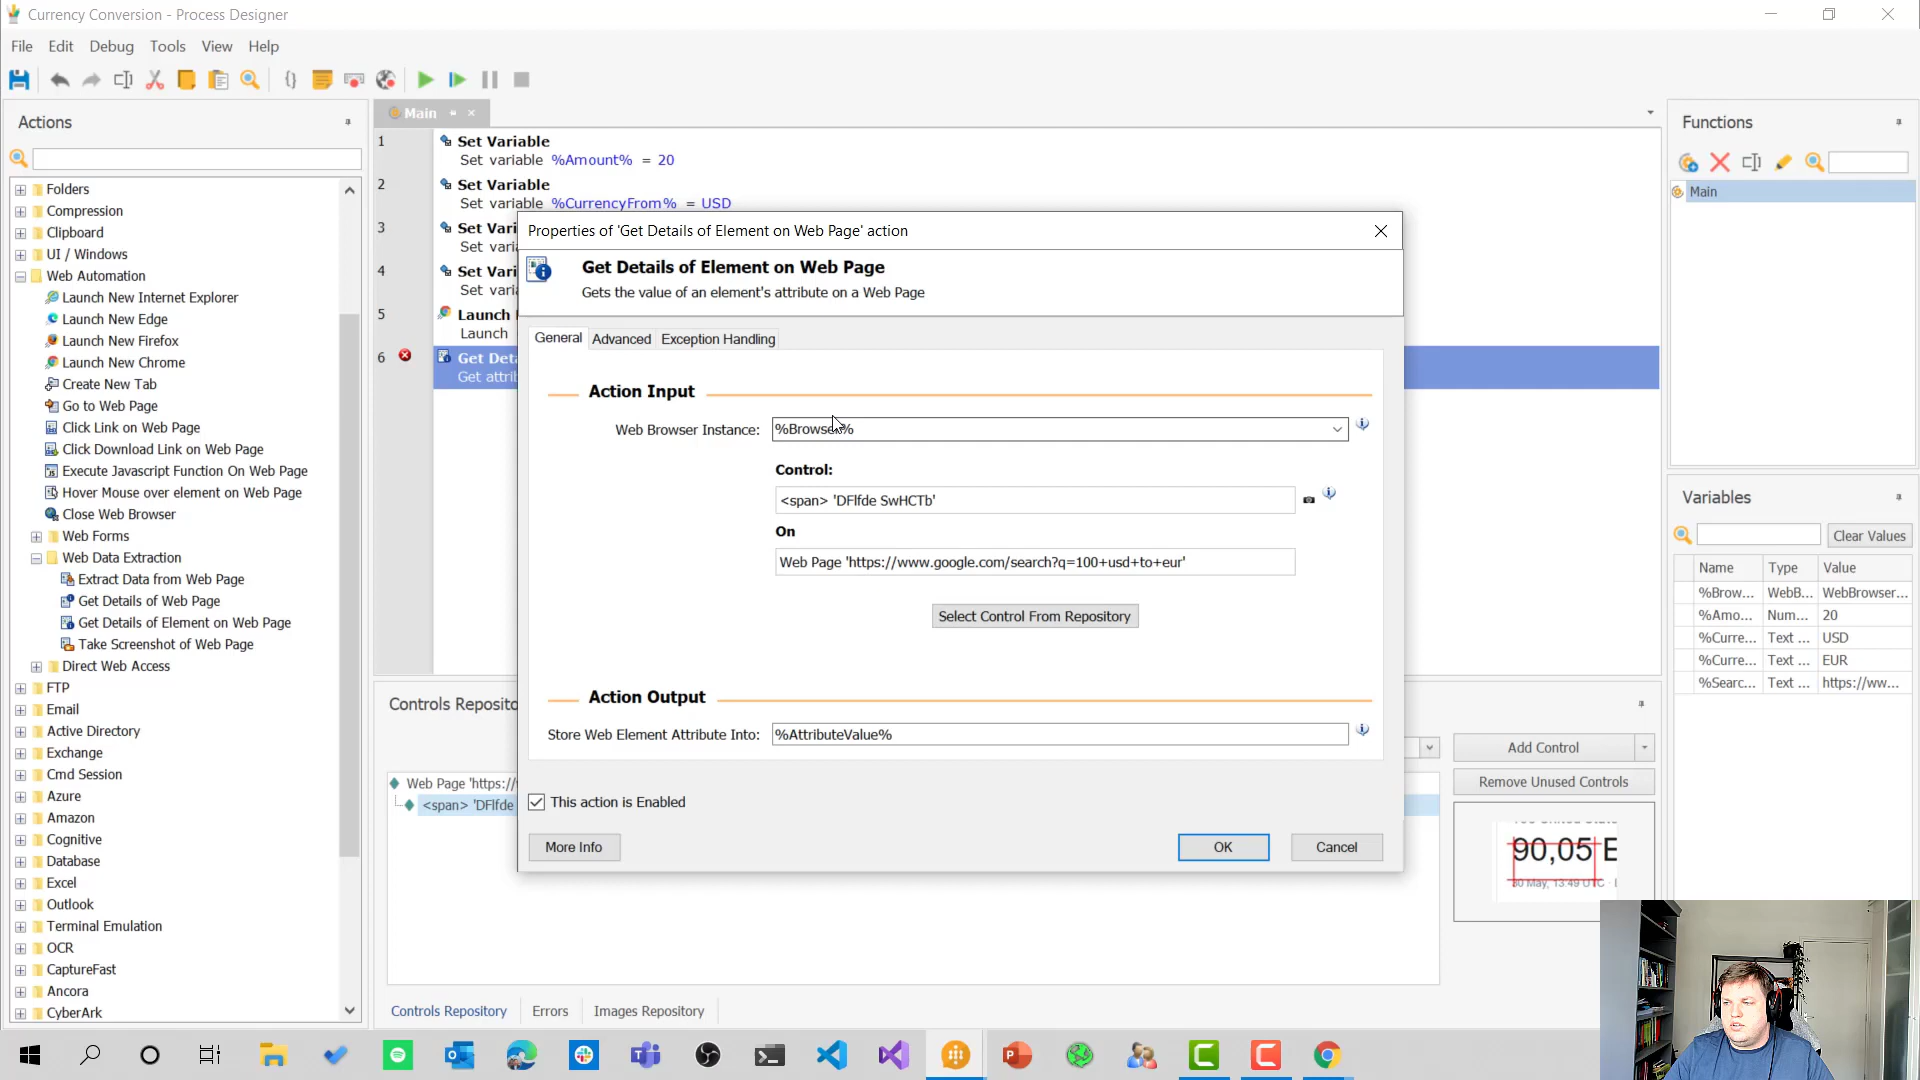 Currency Conversion - Process Designer
File Edit Debug Tools View Help
Actions
Folders
Compression
Clipboard
UI / Windows
Web Automation
Launch New Internet Explorer
Launch New Edge
Launch New Firefox
Launch New Chrome
Create New Tab
Go to Web Page
Click Link on Web Page
Click Download Link on Web Page
Execute Javascript Function On Web Page
Hover Mouse over element on Web Page
Close Web Browser
Web Forms
Web Data Extraction
Extract Data from Web Page
Get Details of Web Page
Get Details of Element on Web Page
Take Screenshot of Web Page
Direct Web Access
FTP
Email
Active Directory
Exchange
Cmd Session
Azure
Amazon
Cognitive
Database
Excel
Outlook
Terminal Emulation
OCR
CaptureFast
Ancora
CyberArk
Main
1 Set Variable
Set variable %Amount% = 20
2 Set Variable
Set variable %CurrencyFrom% = USD
3 Set Vari
Set varia
4 Set Vari
Set varia
5 Launch
Launch
6 Get Deta
Get attrib
Properties of 'Get Details of Element on Web Page' action
Get Details of Element on Web Page
Gets the value of an element's attribute on a Web Page
General Advanced Exception Handling
Action Input
Web Browser Instance: %Browser%
Control:
<span> 'DFlfde SwHCTb'
On
Web Page 'https://www.google.com/search?q=100+usd+to+eur'
Select Control From Repository
Action Output
Store Web Element Attribute Into: %AttributeValue%
This action is Enabled
More Info OK Cancel
Controls Reposito
Web Page 'https:/
<span> 'DFlfde
Add Control
Remove Unused Controls
90,05 E
30 May, 13:49 UTC
Controls Repository Errors Images Repository
Functions
Main
Variables
Clear Values
Name Type Value
%Brow... WebB... WebBrowser...
%Amo... Num... 20
%Curre... Text ... USD
%Curre... Text ... EUR
%Searc... Text ... https://ww...